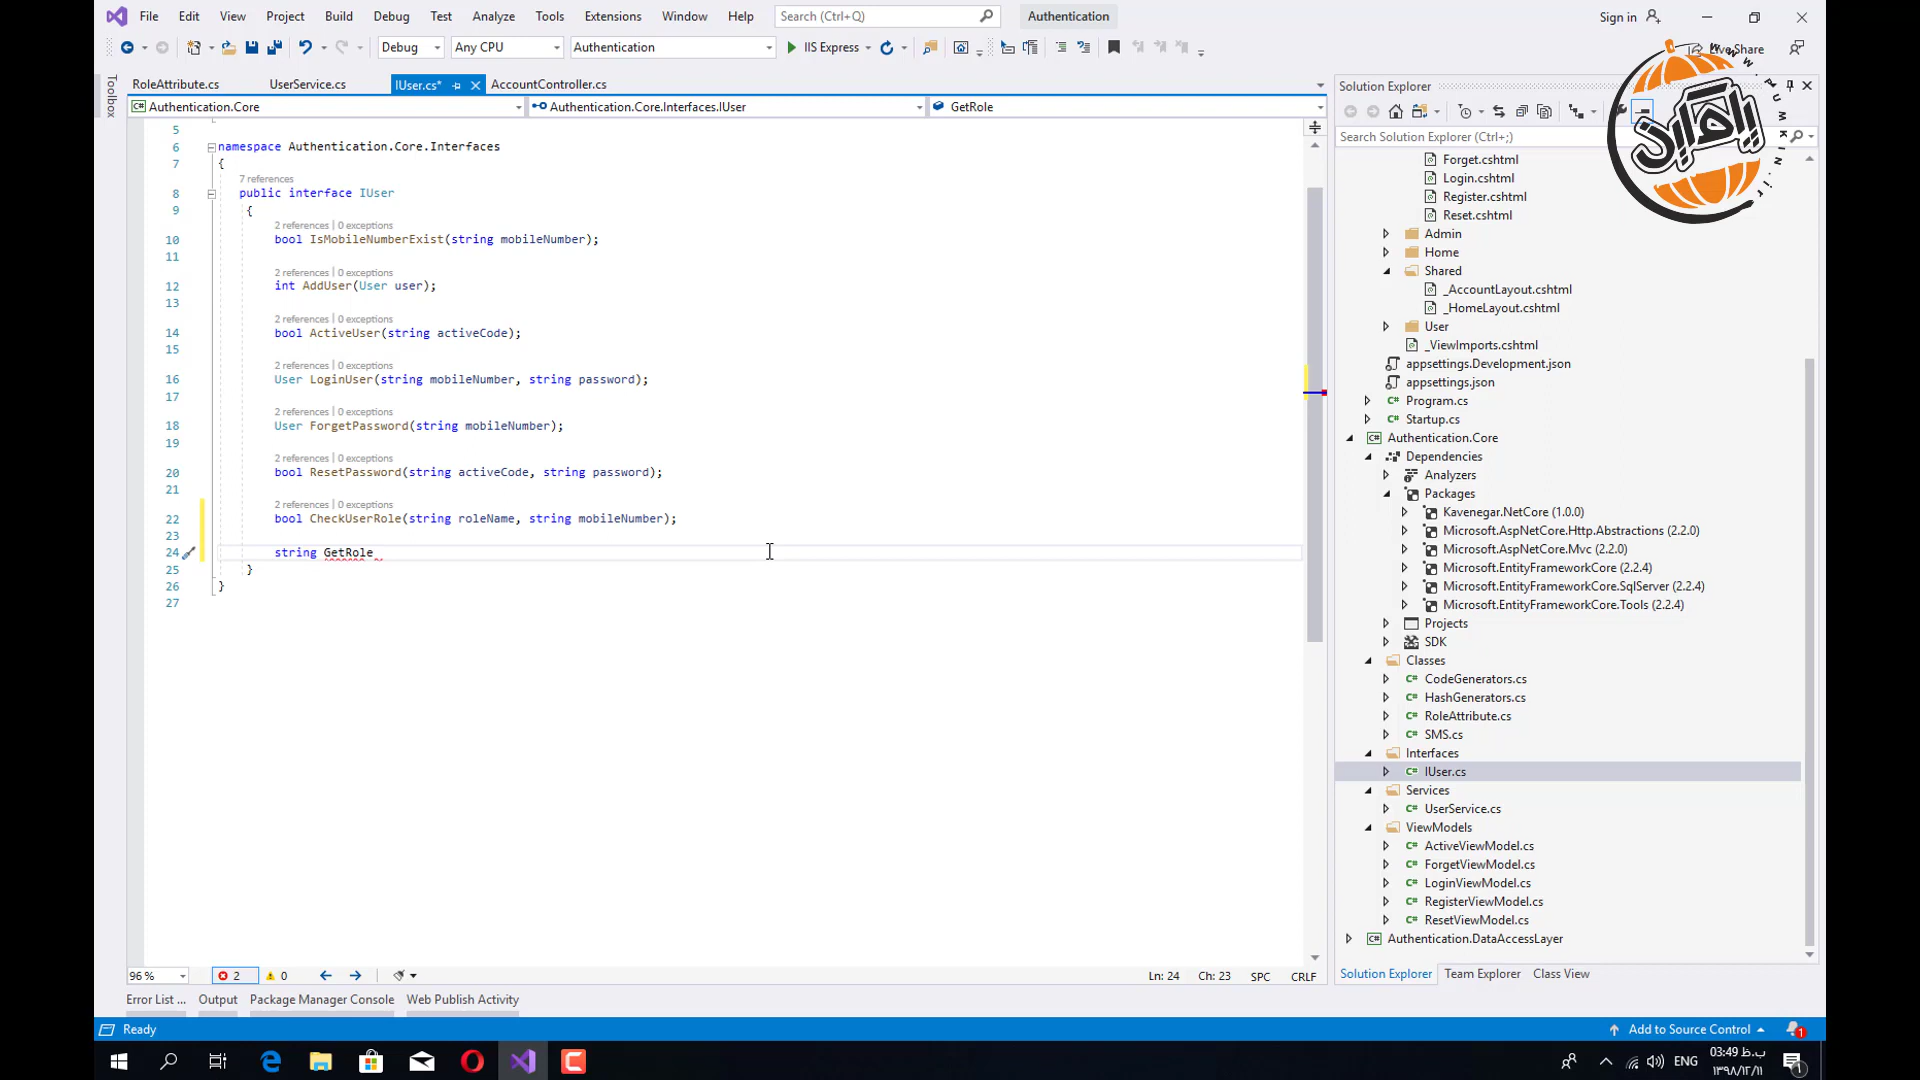 File Edit View Project Build Debug Test Analyze Tools Extensions Window Help Search (Ctrl+Q) Authentication Sign in
Debug Any CPU Authentication IIS Express Live Share
Toolbox
RoleAttribute.cs UserService.cs IUser.cs* AccountController.cs
Authentication.Core Authentication.Core.Interfaces.IUser GetRole
5
6 namespace Authentication.Core.Interfaces
7 {
7 references
8 public interface IUser
9 {
2 references | 0 exceptions
10 bool IsMobileNumberExist(string mobileNumber);
11
2 references | 0 exceptions
12 int AddUser(User user);
13
2 references | 0 exceptions
14 bool ActiveUser(string activeCode);
15
2 references | 0 exceptions
16 User LoginUser(string mobileNumber, string password);
17
2 references | 0 exceptions
18 User ForgetPassword(string mobileNumber);
19
2 references | 0 exceptions
20 bool ResetPassword(string activeCode, string password);
21
2 references | 0 exceptions
22 bool CheckUserRole(string roleName, string mobileNumber);
23
24 string GetRole
25 }
26 }
27
96 % 2 0 Ln: 24 Ch: 23 SPC CRLF
Error List ... Output Package Manager Console Web Publish Activity
Solution Explorer
Search Solution Explorer (Ctrl+;)
Forget.cshtml
Login.cshtml
Register.cshtml
Reset.cshtml
Admin
Home
Shared
_AccountLayout.cshtml
_HomeLayout.cshtml
User
_ViewImports.cshtml
appsettings.Development.json
appsettings.json
Program.cs
Startup.cs
Authentication.Core
Dependencies
Analyzers
Packages
Kavenegar.NetCore (1.0.0)
Microsoft.AspNetCore.Http.Abstractions (2.2.0)
Microsoft.AspNetCore.Mvc (2.2.0)
Microsoft.EntityFrameworkCore (2.2.4)
Microsoft.EntityFrameworkCore.SqlServer (2.2.4)
Microsoft.EntityFrameworkCore.Tools (2.2.4)
Projects
SDK
Classes
CodeGenerators.cs
HashGenerators.cs
RoleAttribute.cs
SMS.cs
Interfaces
IUser.cs
Services
UserService.cs
ViewModels
ActiveViewModel.cs
ForgetViewModel.cs
LoginViewModel.cs
RegisterViewModel.cs
ResetViewModel.cs
Authentication.DataAccessLayer
Solution Explorer Team Explorer Class View
Ready Add to Source Control 1
ENG 03:49 ب.ظ
۱۳۹۸/۱۲/۱۱ 1